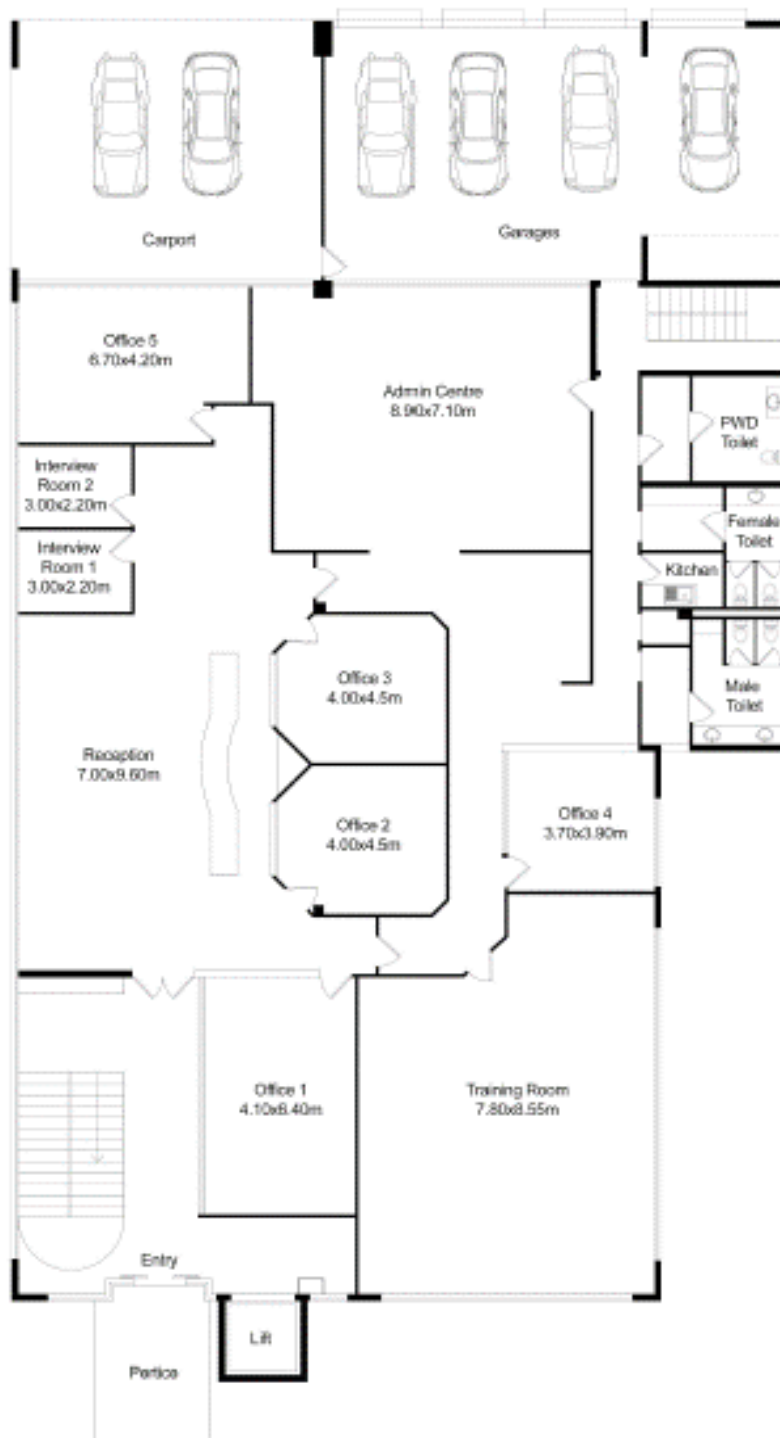 Carport
Garages
Office 5
6.70x4.20m
Admin Centre
8.90x7.10m
PWD
Toilet
Interview
Room 2
3.00x2.20m
Female
Toilet
Interview
Room 1
3.00x2.20m
Kitchen
Office 3
4.00x4.5m
Male
Toilet
Reception
7.00x9.60m
Office 4
3.70x3.90m
Office 2
4.00x4.5m
Office 1
4.10x6.40m
Training Room
7.80x8.55m
Entry
Lift
Portico